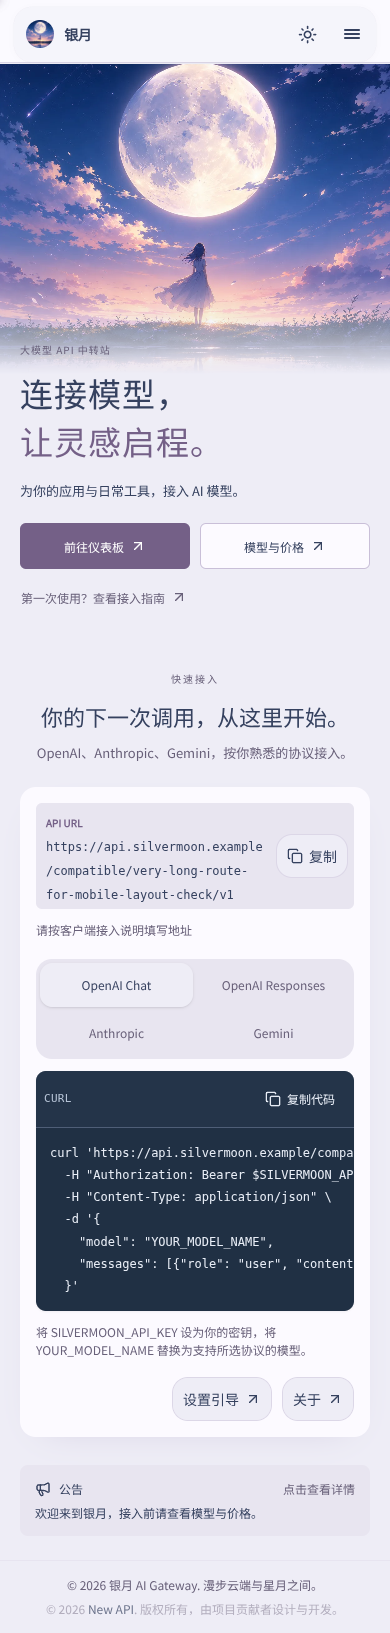 银月
大模型 API 中转站
连接模型，
让灵感启程。
为你的应用与日常工具，接入 AI 模型。
前往仪表板
模型与价格
第一次使用？查看接入指南
快速接入
你的下一次调用，从这里开始。
OpenAI、Anthropic、Gemini，按你熟悉的协议接入。
API URL
https://api.silvermoon.example
/compatible/very-long-route-
for-mobile-layout-check/v1
复制
请按客户端接入说明填写地址
OpenAI Chat
OpenAI Responses
Anthropic
Gemini
CURL
复制代码
curl 'https://api.silvermoon.example/compa
-H "Authorization: Bearer $SILVERMOON_AP
-H "Content-Type: application/json" \
-d '{
"model": "YOUR_MODEL_NAME",
"messages": [{"role": "user", "content
}'
将 SILVERMOON_API_KEY 设为你的密钥，将
YOUR_MODEL_NAME 替换为支持所选协议的模型。
设置引导
关于
公告
点击查看详情
欢迎来到银月，接入前请查看模型与价格。
© 2026 银月 AI Gateway. 漫步云端与星月之间。
© 2026 New API. 版权所有，由项目贡献者设计与开发。